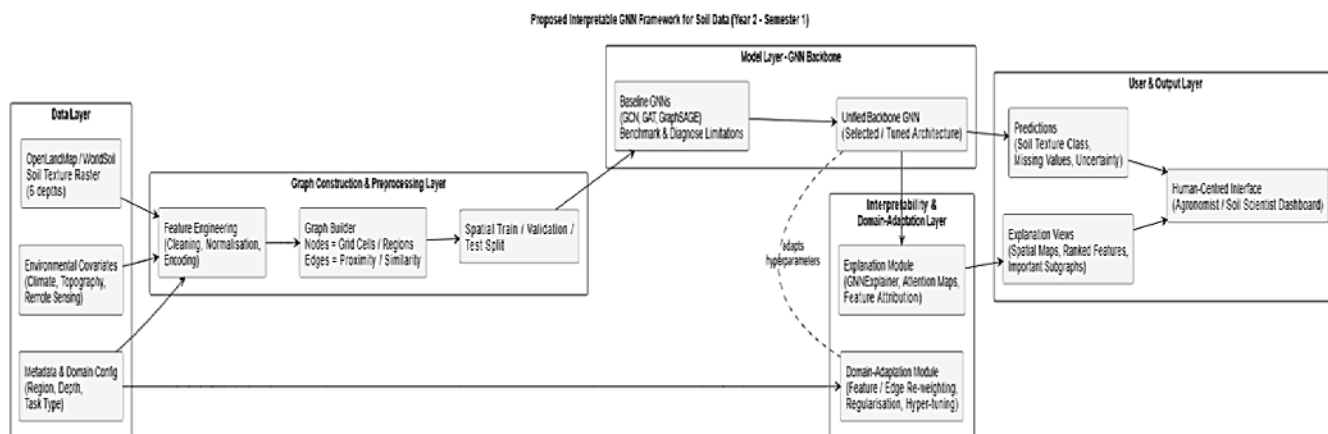 Proposed Interpretable GNN Framework for Soil Data (Year 2 - Semester 1)
Data Layer
OpenLandMap / WorldSoil
Soil Texture Raster
(6 depths)
Environmental Covariates
(Climate, Topography,
Remote Sensing)
Metadata & Domain Config
(Region, Depth,
Task Type)
Graph Construction & Preprocessing Layer
Feature Engineering
(Cleaning, Normalisation,
Encoding)
Graph Builder
Nodes = Grid Cells / Regions
Edges = Proximity / Similarity
Spatial Train / Validation /
Test Split
Model Layer - GNN Backbone
Baseline GNNs
(GCN, GAT, GraphSAGE)
Benchmark & Diagnose Limitations
Unified Backbone GNN
(Selected / Tuned Architecture)
adapts
hyperparameters
Interpretability &
Domain-Adaptation Layer
Explanation Module
(GNNExplainer, Attention Maps,
Feature Attribution)
Domain-Adaptation Module
(Feature / Edge Re-weighting,
Regularisation, Hyper-tuning)
User & Output Layer
Predictions
(Soil Texture Class,
Missing Values, Uncertainty)
Explanation Views
(Spatial Maps, Ranked Features,
Important Subgraphs)
Human-Centred Interface
(Agronomist / Soil Scientist Dashboard)